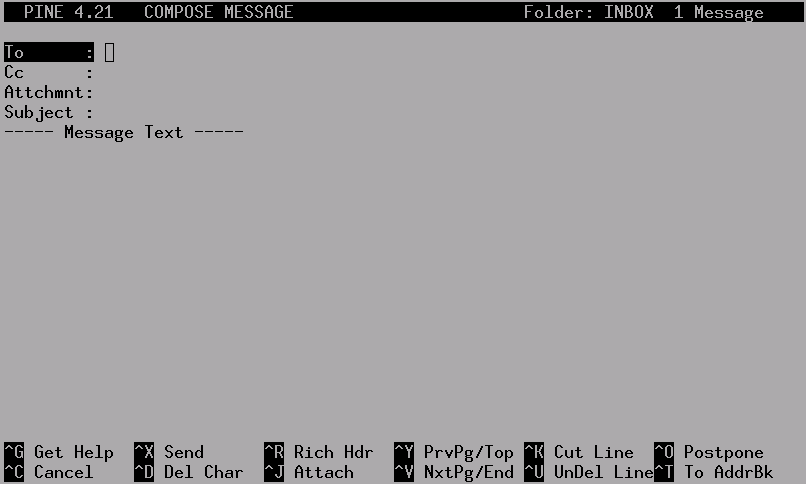 PINE 4.21 COMPOSE MESSAGE Folder: INBOX 1 Message
To :
Cc :
Attchmnt:
Subject :
----- Message Text -----
^G Get Help ^X Send ^R Rich Hdr ^Y PrvPg/Top ^K Cut Line ^O Postpone
^C Cancel ^D Del Char ^J Attach ^V NxtPg/End ^U UnDel Line ^T To AddrBk